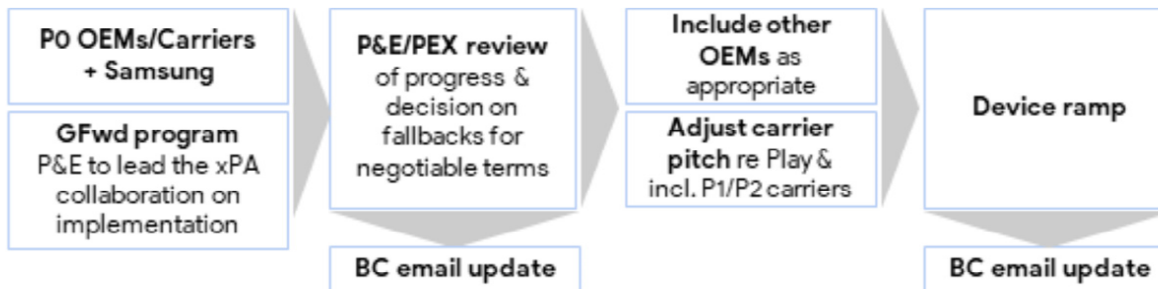 P0 OEMs/Carriers
+ Samsung
GFwd program
P&E to lead the xPA
collaboration on
implementation
P&E/PEX review
of progress &
decision on
fallbacks for
negotiable terms
BC email update
Include other
OEMs as
appropriate
Adjust carrier
pitch re Play &
incl. P1/P2 carriers
Device ramp
BC email update